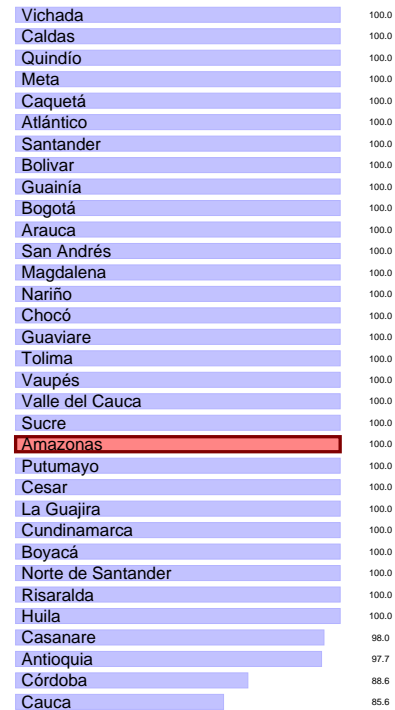 Vichada 100.0
Caldas 100.0
Quindío 100.0
Meta 100.0
Caquetá 100.0
Atlántico 100.0
Santander 100.0
Bolivar 100.0
Guainía 100.0
Bogotá 100.0
Arauca 100.0
San Andrés 100.0
Magdalena 100.0
Nariño 100.0
Chocó 100.0
Guaviare 100.0
Tolima 100.0
Vaupés 100.0
Valle del Cauca 100.0
Sucre 100.0
Amazonas 100.0
Putumayo 100.0
Cesar 100.0
La Guajira 100.0
Cundinamarca 100.0
Boyacá 100.0
Norte de Santander 100.0
Risaralda 100.0
Huila 100.0
Casanare 98.0
Antioquia 97.7
Córdoba 88.6
Cauca 85.6